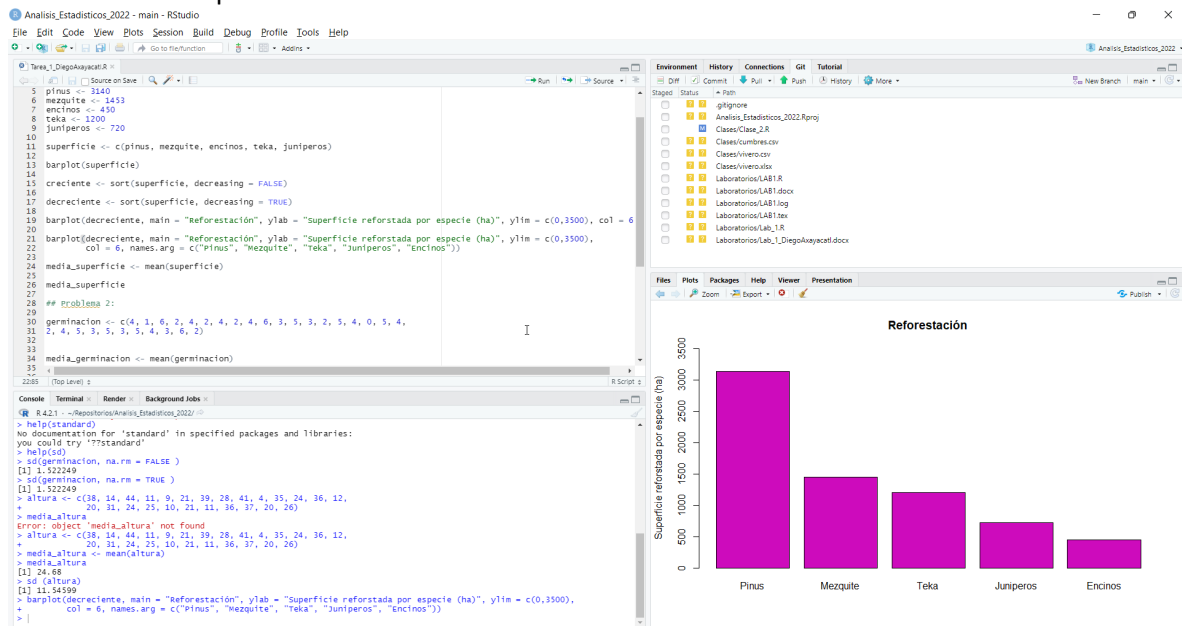 Analisis_Estadisticos_2022 - main - RStudio
File Edit Code View Plots Session Build Debug Profile Tools Help
Go to file/function Addins Analisis_Estadisticos_2022
Tarea_1_DiegoAxayacatl.R
Source on Save Run Source
5 pinus <- 3140
6 mezquite <- 1453
7 encinos <- 450
8 teka <- 1200
9 juniperos <- 720
10
11 superficie <- c(pinus, mezquite, encinos, teka, juniperos)
12
13 barplot(superficie)
14
15 creciente <- sort(superficie, decreasing = FALSE)
16
17 decreciente <- sort(superficie, decreasing = TRUE)
18
19 barplot(decreciente, main = "Reforestación", ylab = "Superficie reforstada por especie (ha)", ylim = c(0,3500), col = 6
20
21 barplot(decreciente, main = "Reforestación", ylab = "Superficie reforstada por especie (ha)", ylim = c(0,3500),
22 col = 6, names.arg = c("Pinus", "Mezquite", "Teka", "Juniperos", "Encinos"))
23
24 media_superficie <- mean(superficie)
25
26 media_superficie
27
28 ## Problema 2:
29
30 germinacion <- c(4, 1, 6, 2, 4, 2, 4, 2, 4, 6, 3, 5, 3, 2, 5, 4, 0, 5, 4,
31 2, 4, 5, 3, 5, 3, 5, 4, 3, 6, 2)
32
33
34 media_germinacion <- mean(germinacion)
35
22:85 (Top Level) R Script
Console Terminal Render Background Jobs
R 4.2.1 · ~/Repositorios/Analisis_Estadisticos_2022/
> help(standard)
No documentation for 'standard' in specified packages and libraries:
you could try '??standard'
> help(sd)
> sd(germinacion, na.rm = FALSE )
[1] 1.522249
> sd(germinacion, na.rm = TRUE )
[1] 1.522249
> altura <- c(38, 14, 44, 11, 9, 21, 39, 28, 41, 4, 35, 24, 36, 12,
+ 20, 31, 24, 25, 10, 21, 11, 36, 37, 20, 26)
> media_altura
Error: object 'media_altura' not found
> altura <- c(38, 14, 44, 11, 9, 21, 39, 28, 41, 4, 35, 24, 36, 12,
+ 20, 31, 24, 25, 10, 21, 11, 36, 37, 20, 26)
> media_altura <- mean(altura)
> media_altura
[1] 24.68
> sd (altura)
[1] 11.54599
> barplot(decreciente, main = "Reforestación", ylab = "Superficie reforstada por especie (ha)", ylim = c(0,3500),
+ col = 6, names.arg = c("Pinus", "Mezquite", "Teka", "Juniperos", "Encinos"))
>
Environment History Connections Git Tutorial
Diff Commit Pull Push History More New Branch main
Staged Status Path
? ? .gitignore
? ? Analisis_Estadisticos_2022.Rproj
M Clases/Clase_2.R
? ? Clases/cumbres.csv
? ? Clases/vivero.csv
? ? Clases/vivero.xlsx
? ? Laboratorios/LAB1.R
? ? Laboratorios/LAB1.docx
? ? Laboratorios/LAB1.log
? ? Laboratorios/LAB1.tex
? ? Laboratorios/Lab_1.R
? ? Laboratorios/Lab_1_DiegoAxayacatl.docx
Files Plots Packages Help Viewer Presentation
Zoom Export Publish
Reforestación
Superficie reforstada por especie (ha)
3500
3000
2500
2000
1500
1000
500
0
Pinus Mezquite Teka Juniperos Encinos